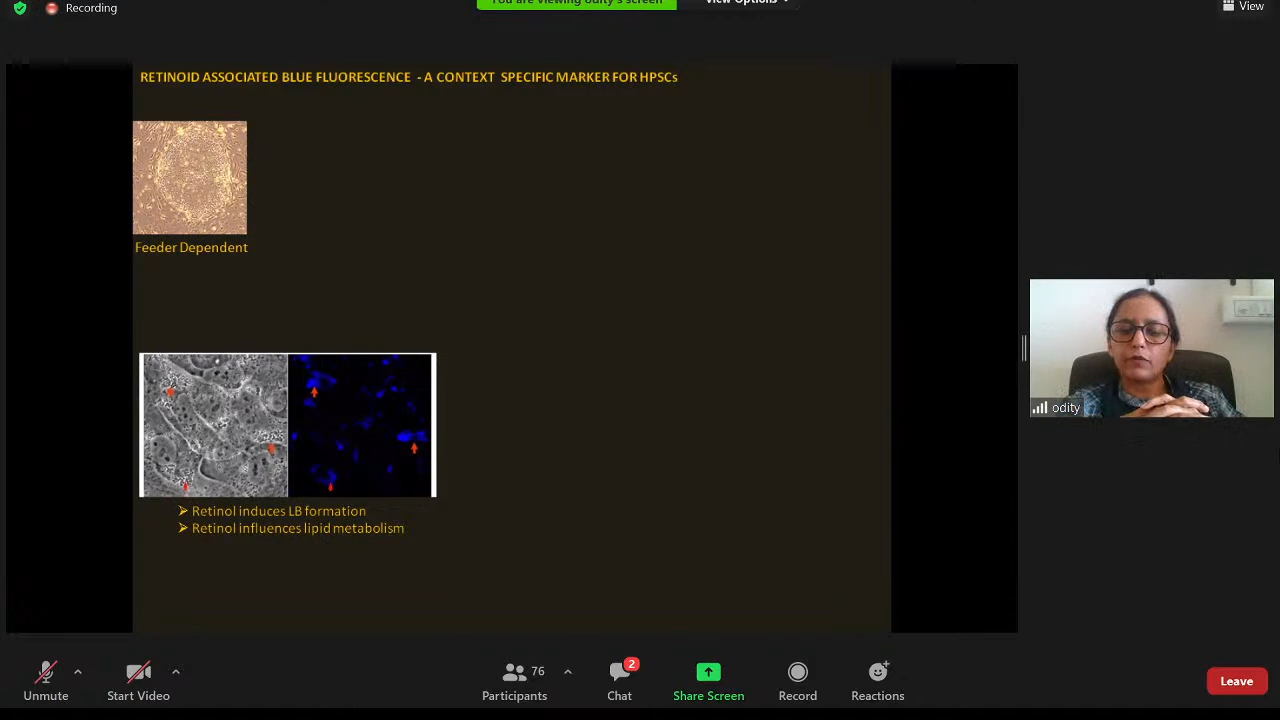 Recording
You are viewing odity's screen
View Options
View
RETINOID ASSOCIATED BLUE FLUORESCENCE - A CONTEXT SPECIFIC MARKER FOR HPSCs
Feeder Dependent
Retinol induces LB formation
Retinol influences lipid metabolism
odity
Unmute
Start Video
76
Participants
2
Chat
Share Screen
Record
Reactions
Leave